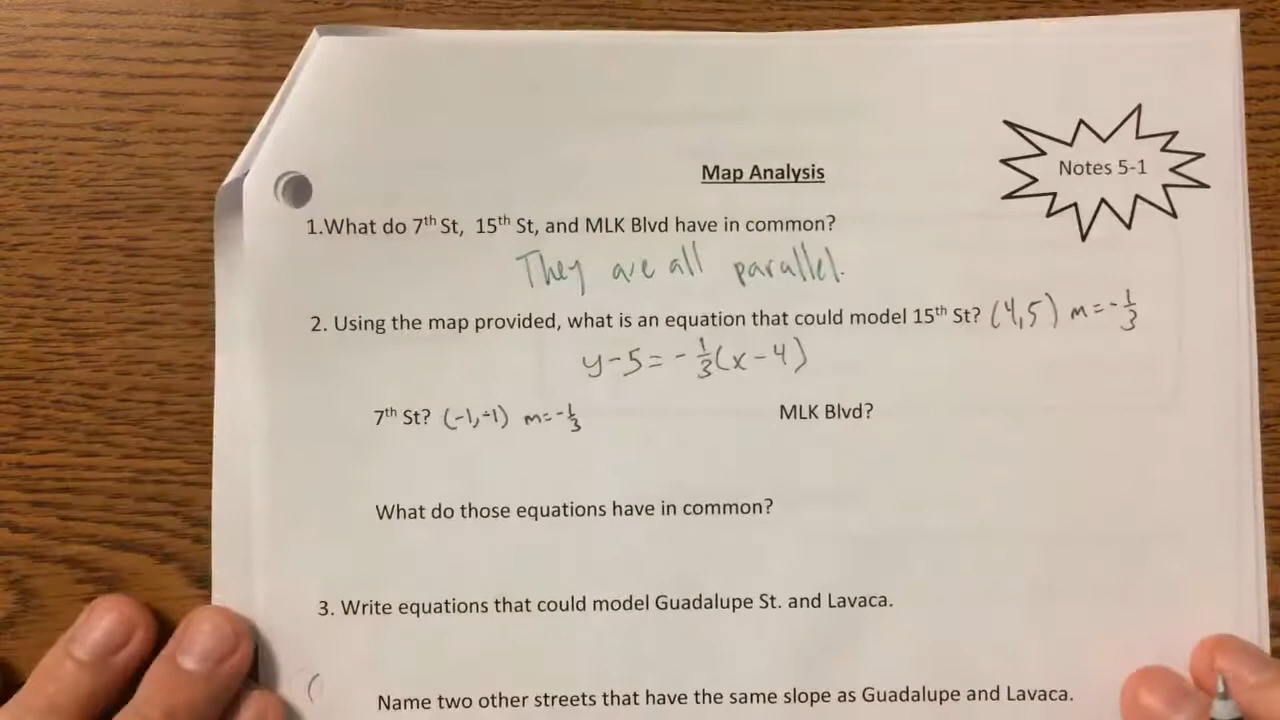 Notes 5-1
Map Analysis
1.What do 7th St, 15th St, and MLK Blvd have in common?
They are all parallel.
2. Using the map provided, what is an equation that could model 15th St? (4,5) m=-1/3
y-5=-1/3(x-4)
7th St? (-1,-1) m=-1/3 MLK Blvd?
What do those equations have in common?
3. Write equations that could model Guadalupe St. and Lavaca.
(
Name two other streets that have the same slope as Guadalupe and Lavaca.